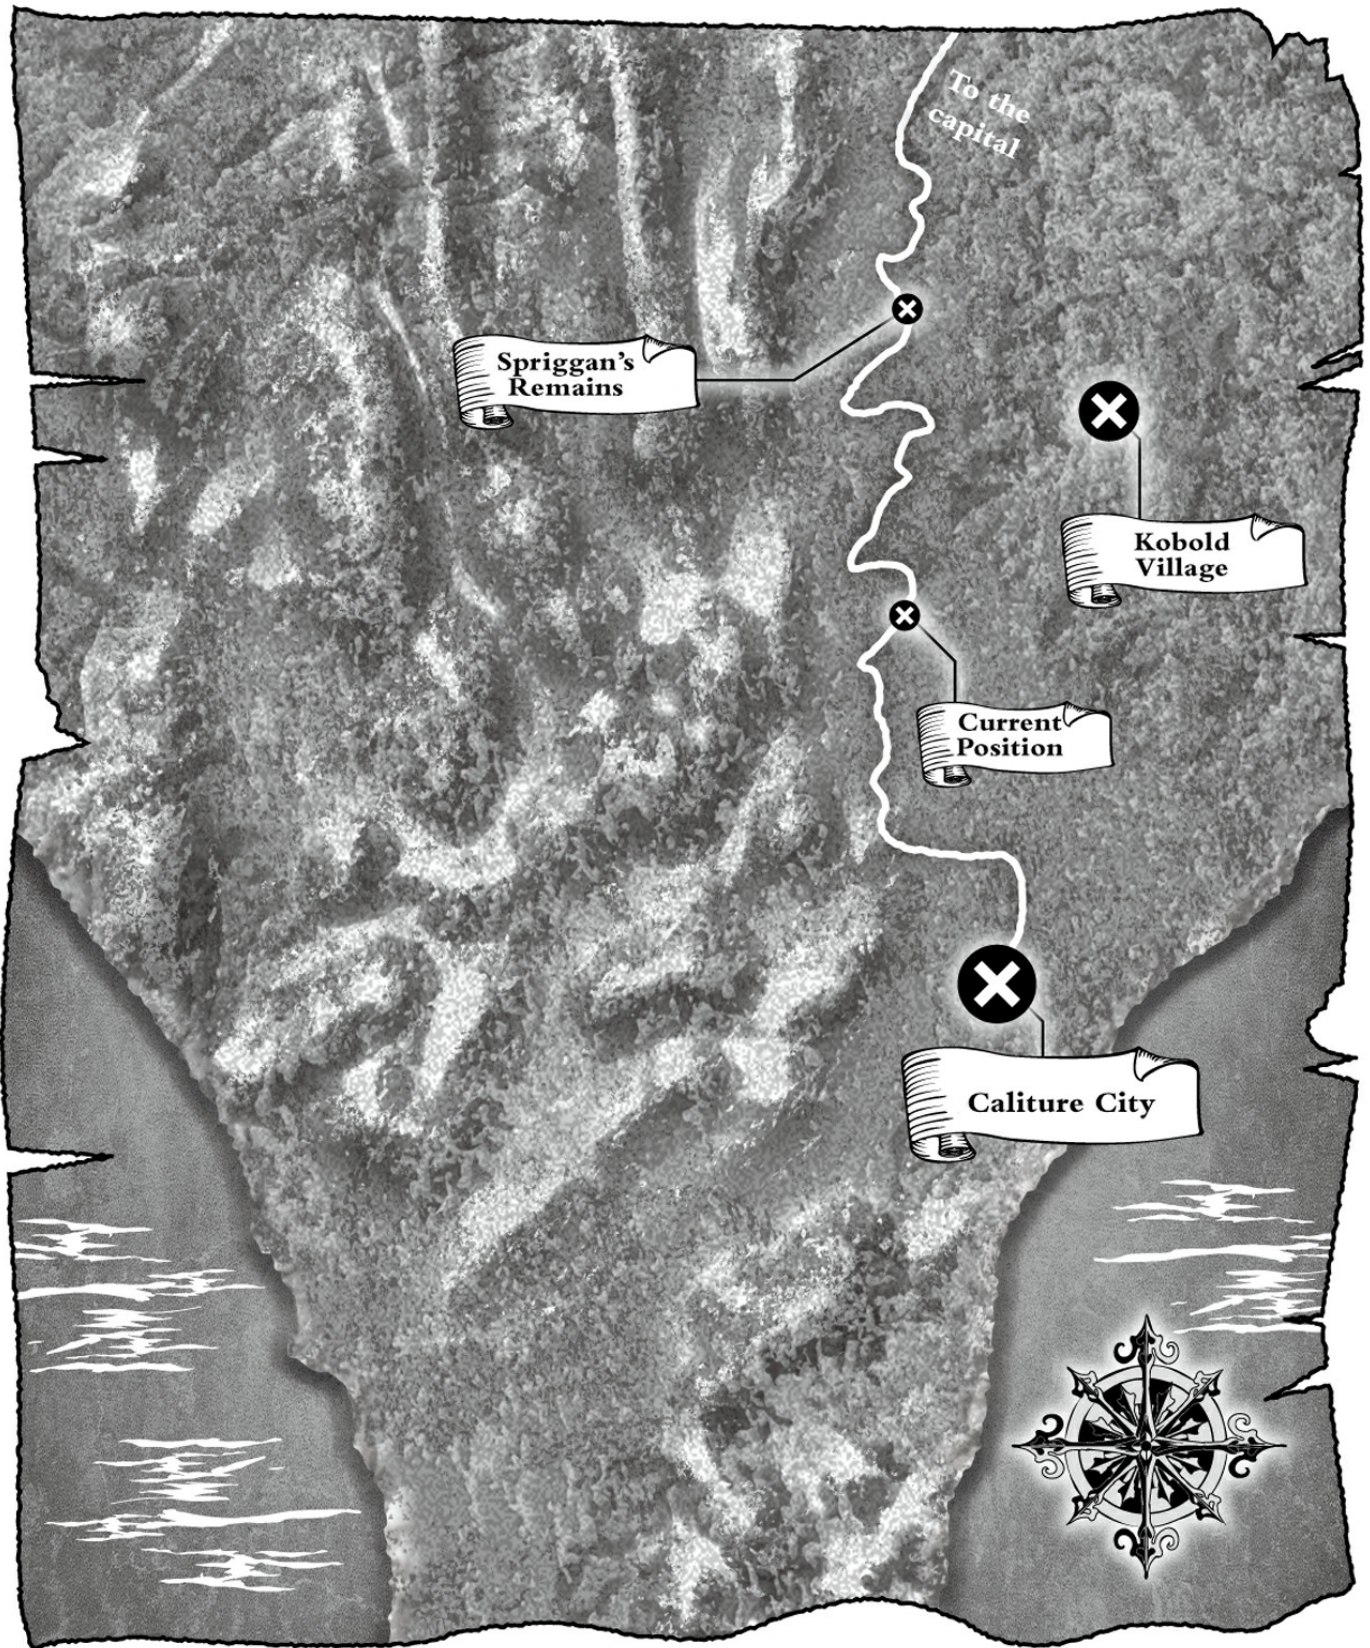 To the
capital
Spriggan's
Remains
Kobold
Village
Current
Position
Caliture City